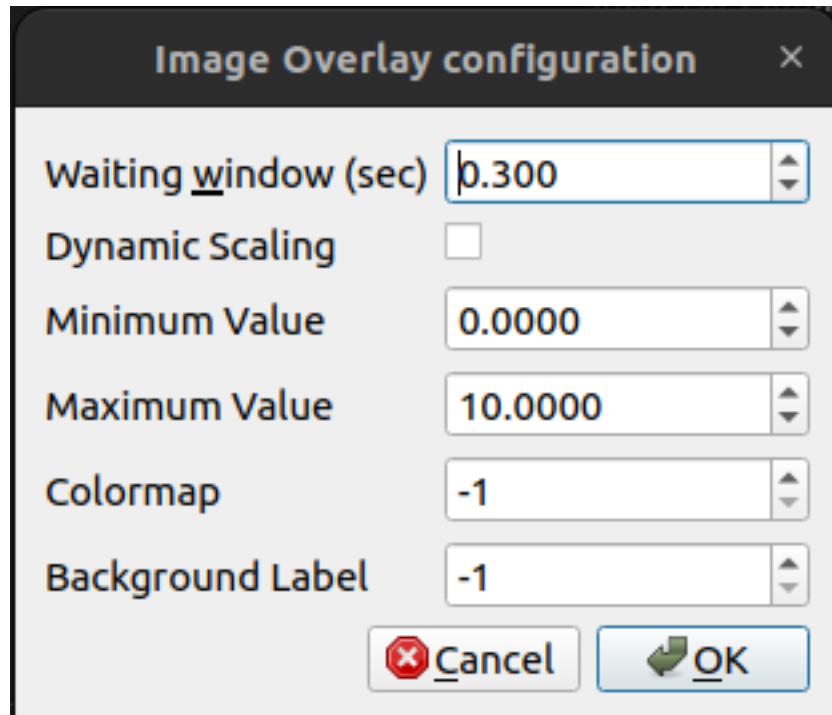 Image Overlay configuration ×
Waiting window (sec) 0.300
Dynamic Scaling
Minimum Value 0.0000
Maximum Value 10.0000
Colormap -1
Background Label -1
Cancel OK